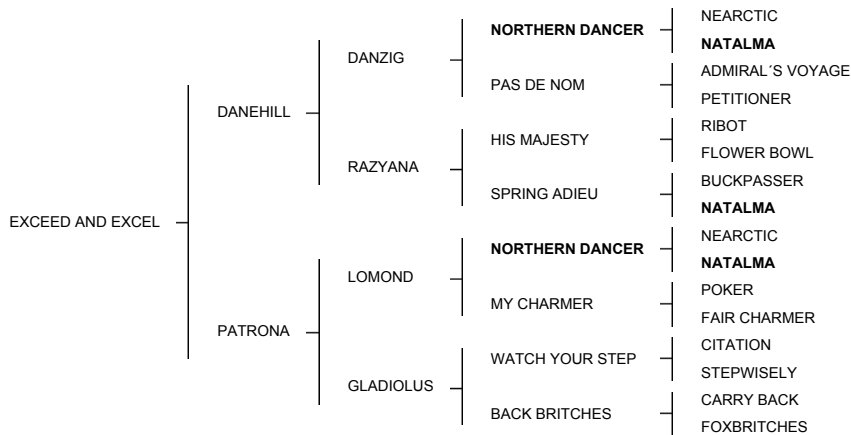 EXCEED AND EXCEL
DANEHILL
PATRONA
DANZIG
RAZYANA
LOMOND
GLADIOLUS
NORTHERN DANCER
PAS DE NOM
HIS MAJESTY
SPRING ADIEU
NORTHERN DANCER
MY CHARMER
WATCH YOUR STEP
BACK BRITCHES
NEARCTIC
NATALMA
ADMIRAL´S VOYAGE
PETITIONER
RIBOT
FLOWER BOWL
BUCKPASSER
NATALMA
NEARCTIC
NATALMA
POKER
FAIR CHARMER
CITATION
STEPWISELY
CARRY BACK
FOXBRITCHES